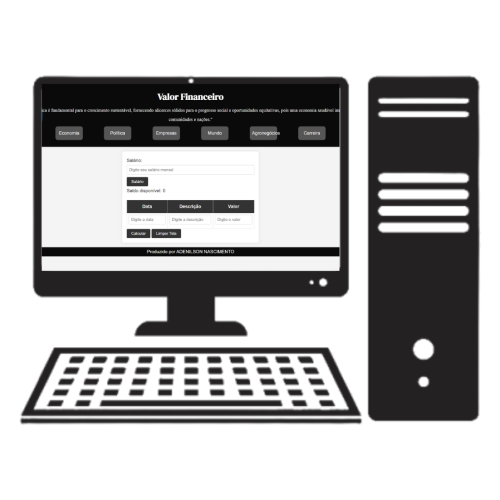 Valor Financeiro
ica é fundamental para o crescimento sustentável, fornecendo alicerces sólidos para o progresso social e oportunidades equitativas, pois uma economia saudável im
comunidades e nações."
Economia Política Empresas Mundo Agronegócios Carreira
Salário:
Digite seu salário mensal
Salário
Saldo disponível: 0
Data Descrição Valor
Digite a data Digite a descrição Digite o valor
Calcular Limpar Tela
Produzido por ADENILSON NASCIMENTO